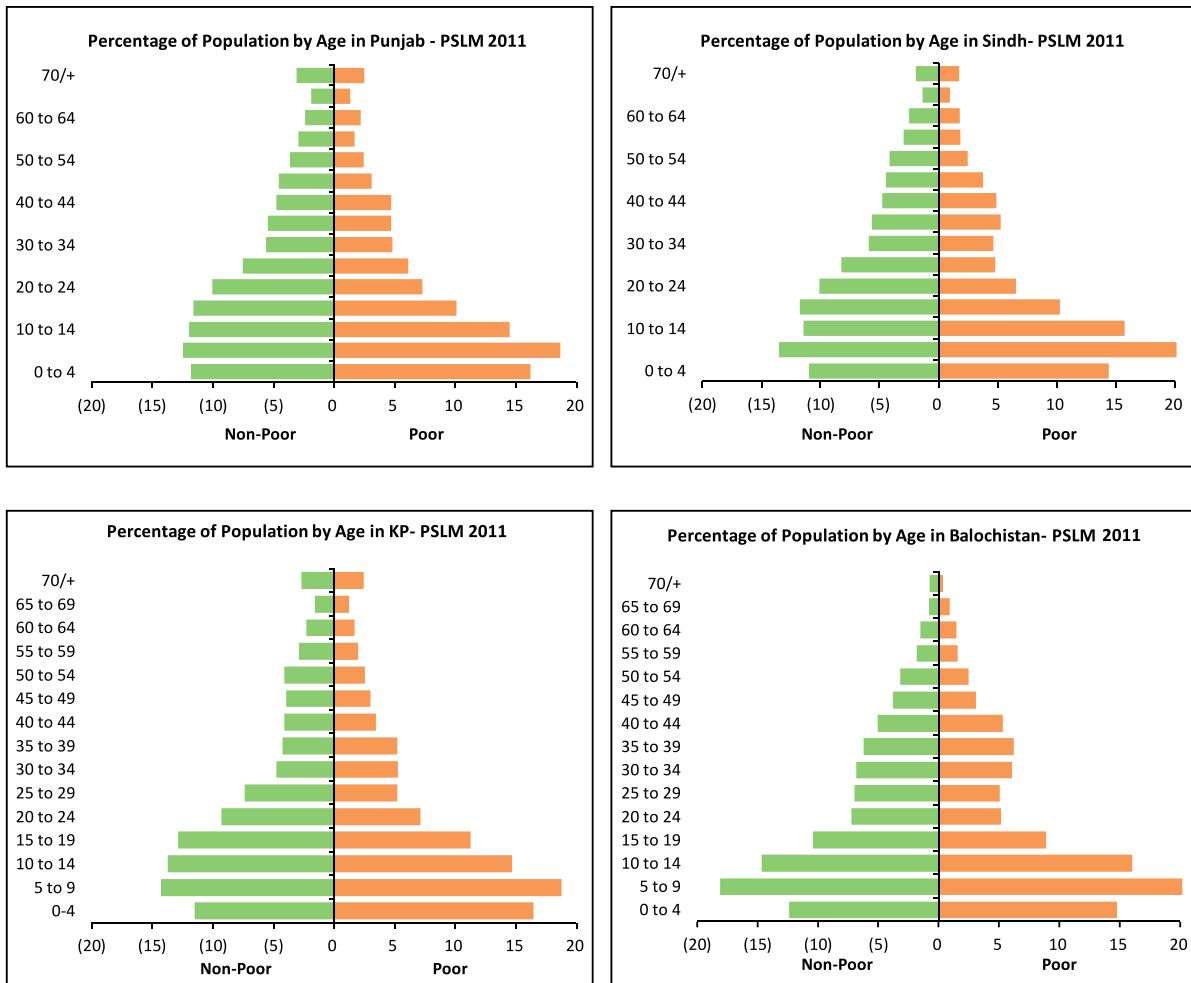 Percentage of Population by Age in Punjab - PSLM 2011
70/+
60 to 64
50 to 54
40 to 44
30 to 34
20 to 24
10 to 14
0 to 4
(20) (15) (10) (5) 0 5 10 15 20
Non-Poor Poor
Percentage of Population by Age in Sindh- PSLM 2011
70/+
60 to 64
50 to 54
40 to 44
30 to 34
20 to 24
10 to 14
0 to 4
(20) (15) (10) (5) 0 5 10 15 20
Non-Poor Poor
Percentage of Population by Age in KP- PSLM 2011
70/+
65 to 69
60 to 64
55 to 59
50 to 54
45 to 49
40 to 44
35 to 39
30 to 34
25 to 29
20 to 24
15 to 19
10 to 14
5 to 9
0-4
(20) (15) (10) (5) 0 5 10 15 20
Non-Poor Poor
Percentage of Population by Age in Balochistan- PSLM 2011
70/+
65 to 69
60 to 64
55 to 59
50 to 54
45 to 49
40 to 44
35 to 39
30 to 34
25 to 29
20 to 24
15 to 19
10 to 14
5 to 9
0 to 4
(20) (15) (10) (5) 0 5 10 15 20
Non-Poor Poor